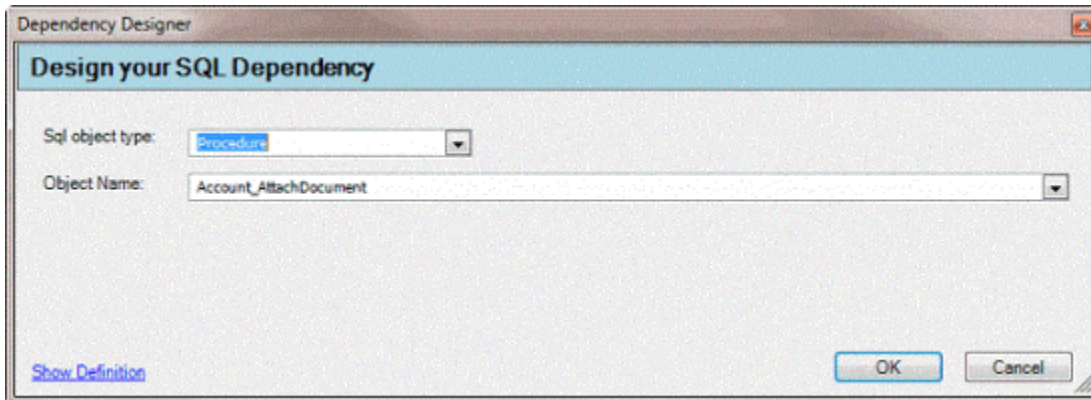 Dependency Designer
Design your SQL Dependency
Sql object type: Procedure
Object Name: Account_AttachDocument
Show Definition OK Cancel